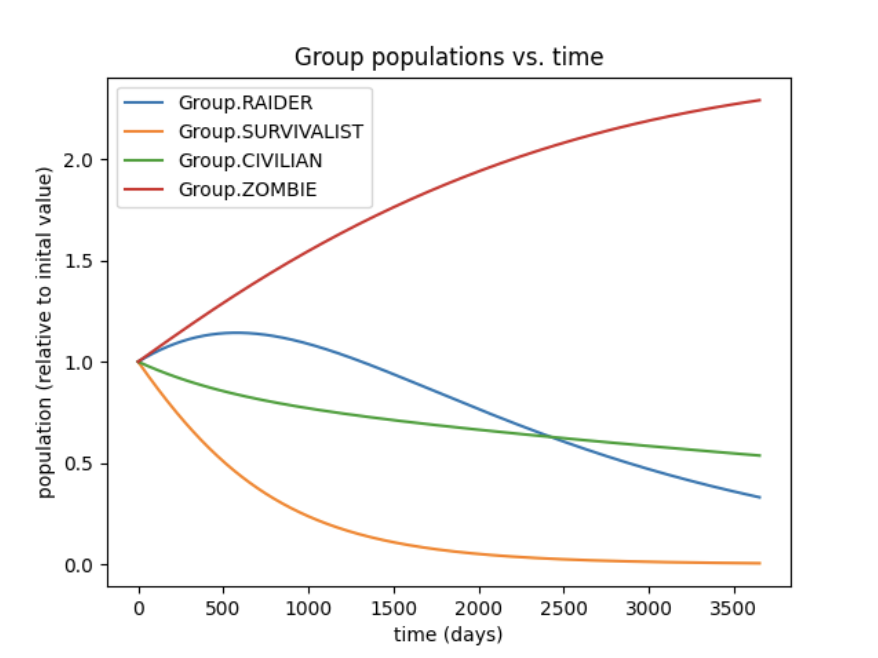 Group populations vs. time
Group.RAIDER
Group.SURVIVALIST
Group.CIVILIAN
Group.ZOMBIE
population (relative to inital value)
2.0
1.5
1.0
0.5
0.0
0 500 1000 1500 2000 2500 3000 3500
time (days)